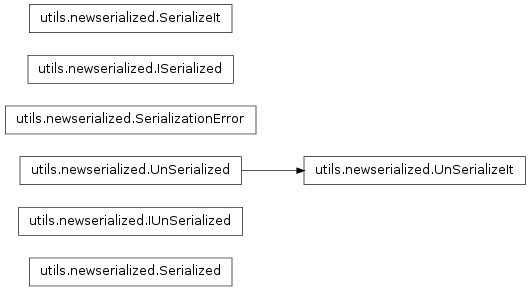 utils.newserialized.SerializeIt
utils.newserialized.ISerialized
utils.newserialized.SerializationError
utils.newserialized.UnSerialized
utils.newserialized.UnSerializeIt
utils.newserialized.IUnSerialized
utils.newserialized.Serialized